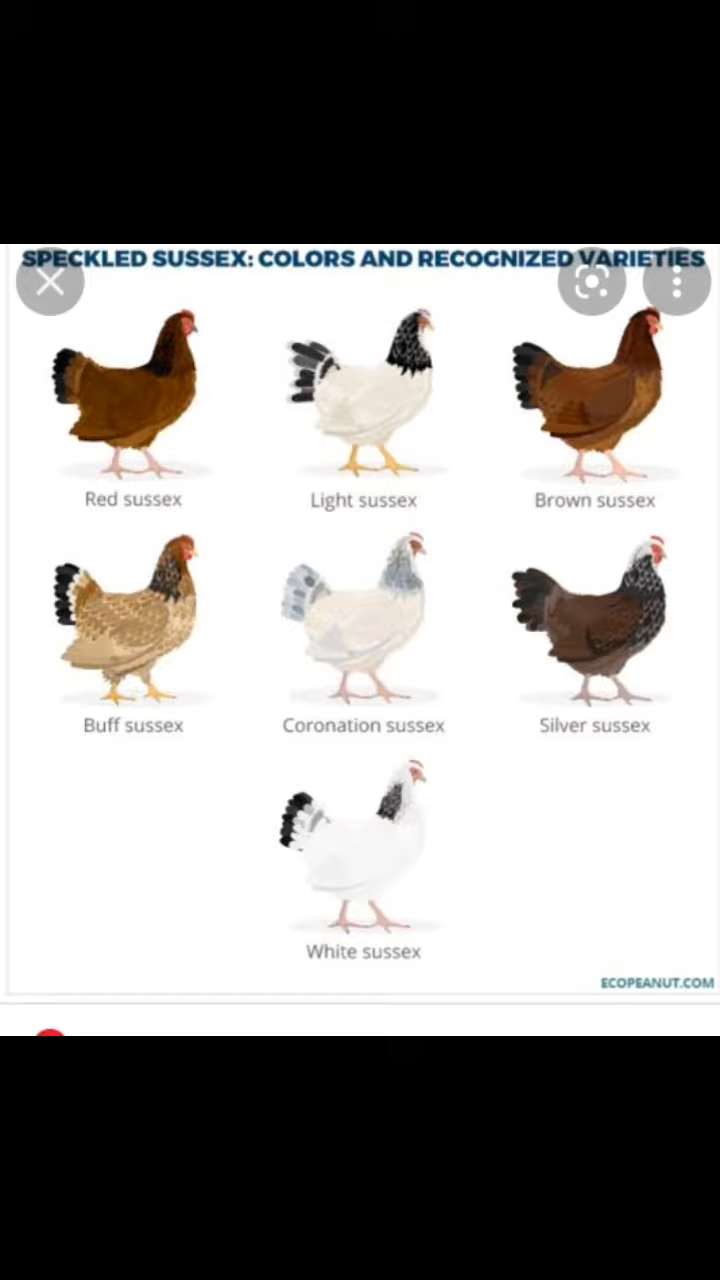 SPECKLED SUSSEX: COLORS AND RECOGNIZED VARIETIES
Red sussex
Light sussex
Brown sussex
Buff sussex
Coronation sussex
Silver sussex
White sussex
ECOPEANUT.COM